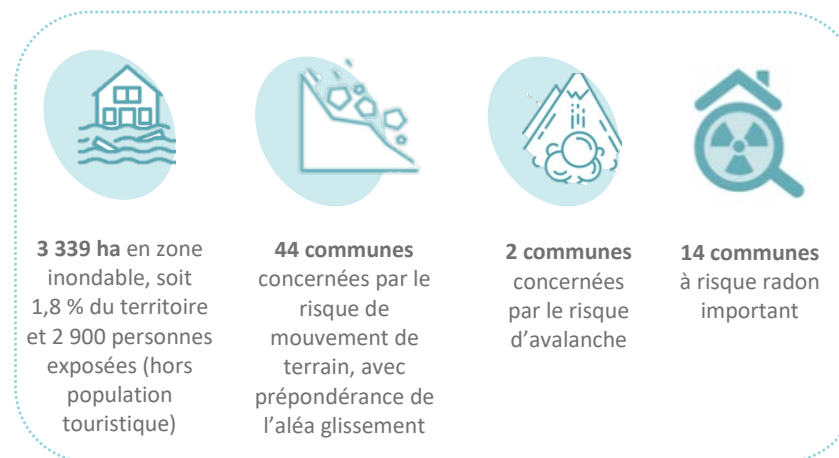 3 339 ha en zone
inondable, soit
1,8 % du territoire
et 2 900 personnes
exposées (hors
population
touristique)
44 communes
concernées par le
risque de
mouvement de
terrain, avec
prépondérance de
l’aléa glissement
2 communes
concernées
par le risque
d’avalanche
14 communes
à risque radon
important